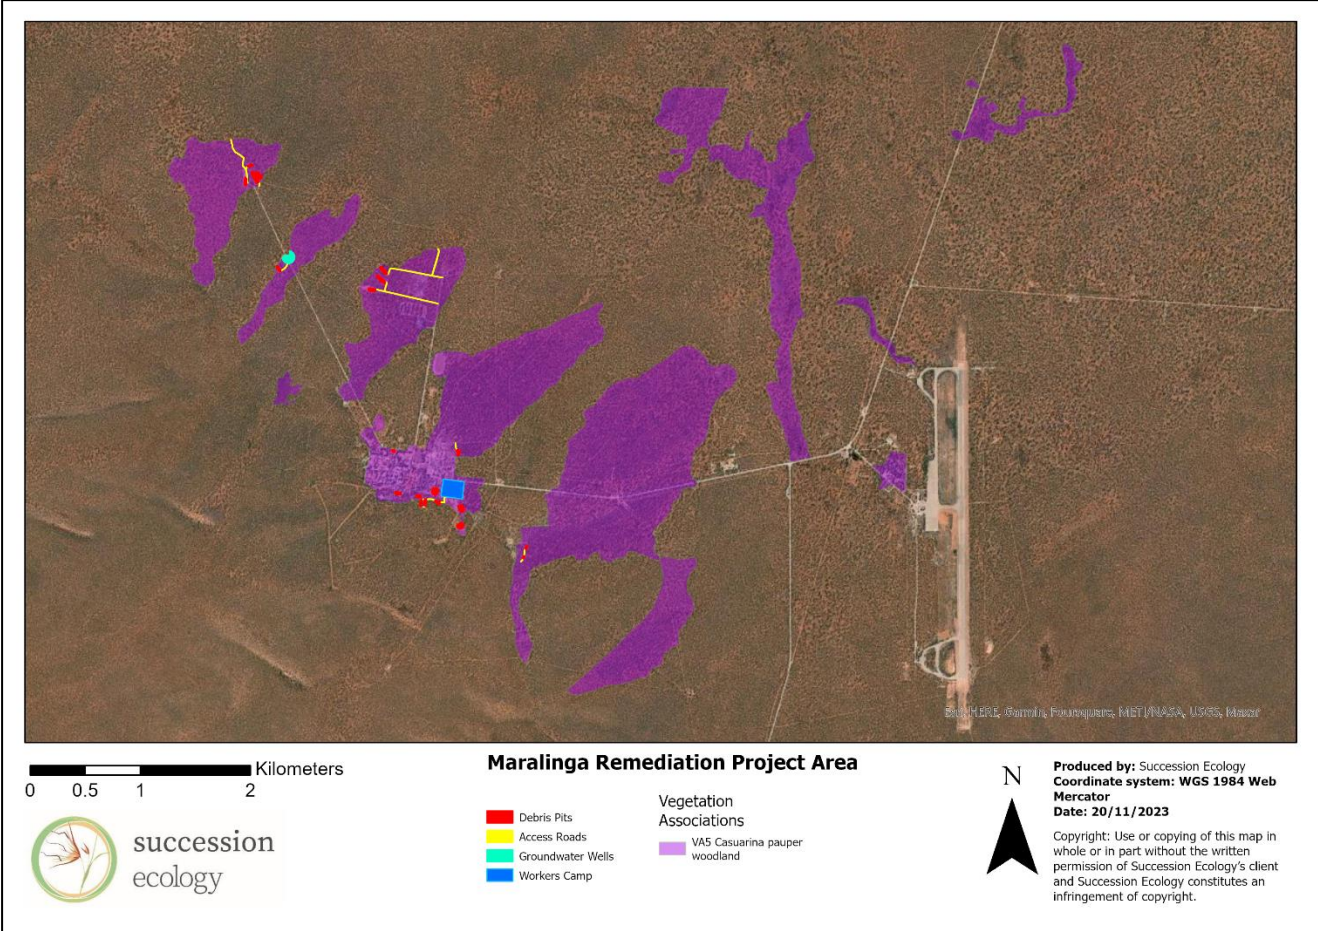 Esri, HERE, Garmin, Foursquare, METI/NASA, USGS, Maxar
Kilometers
0 0.5 1 2
succession
ecology
Maralinga Remediation Project Area
Debris Pits
Access Roads
Groundwater Wells
Workers Camp
Vegetation
Associations
VA5 Casuarina pauper
woodland
N
Produced by: Succession Ecology
Coordinate system: WGS 1984 Web
Mercator
Date: 20/11/2023
Copyright: Use or copying of this map in
whole or in part without the written
permission of Succession Ecology's client
and Succession Ecology constitutes an
infringement of copyright.